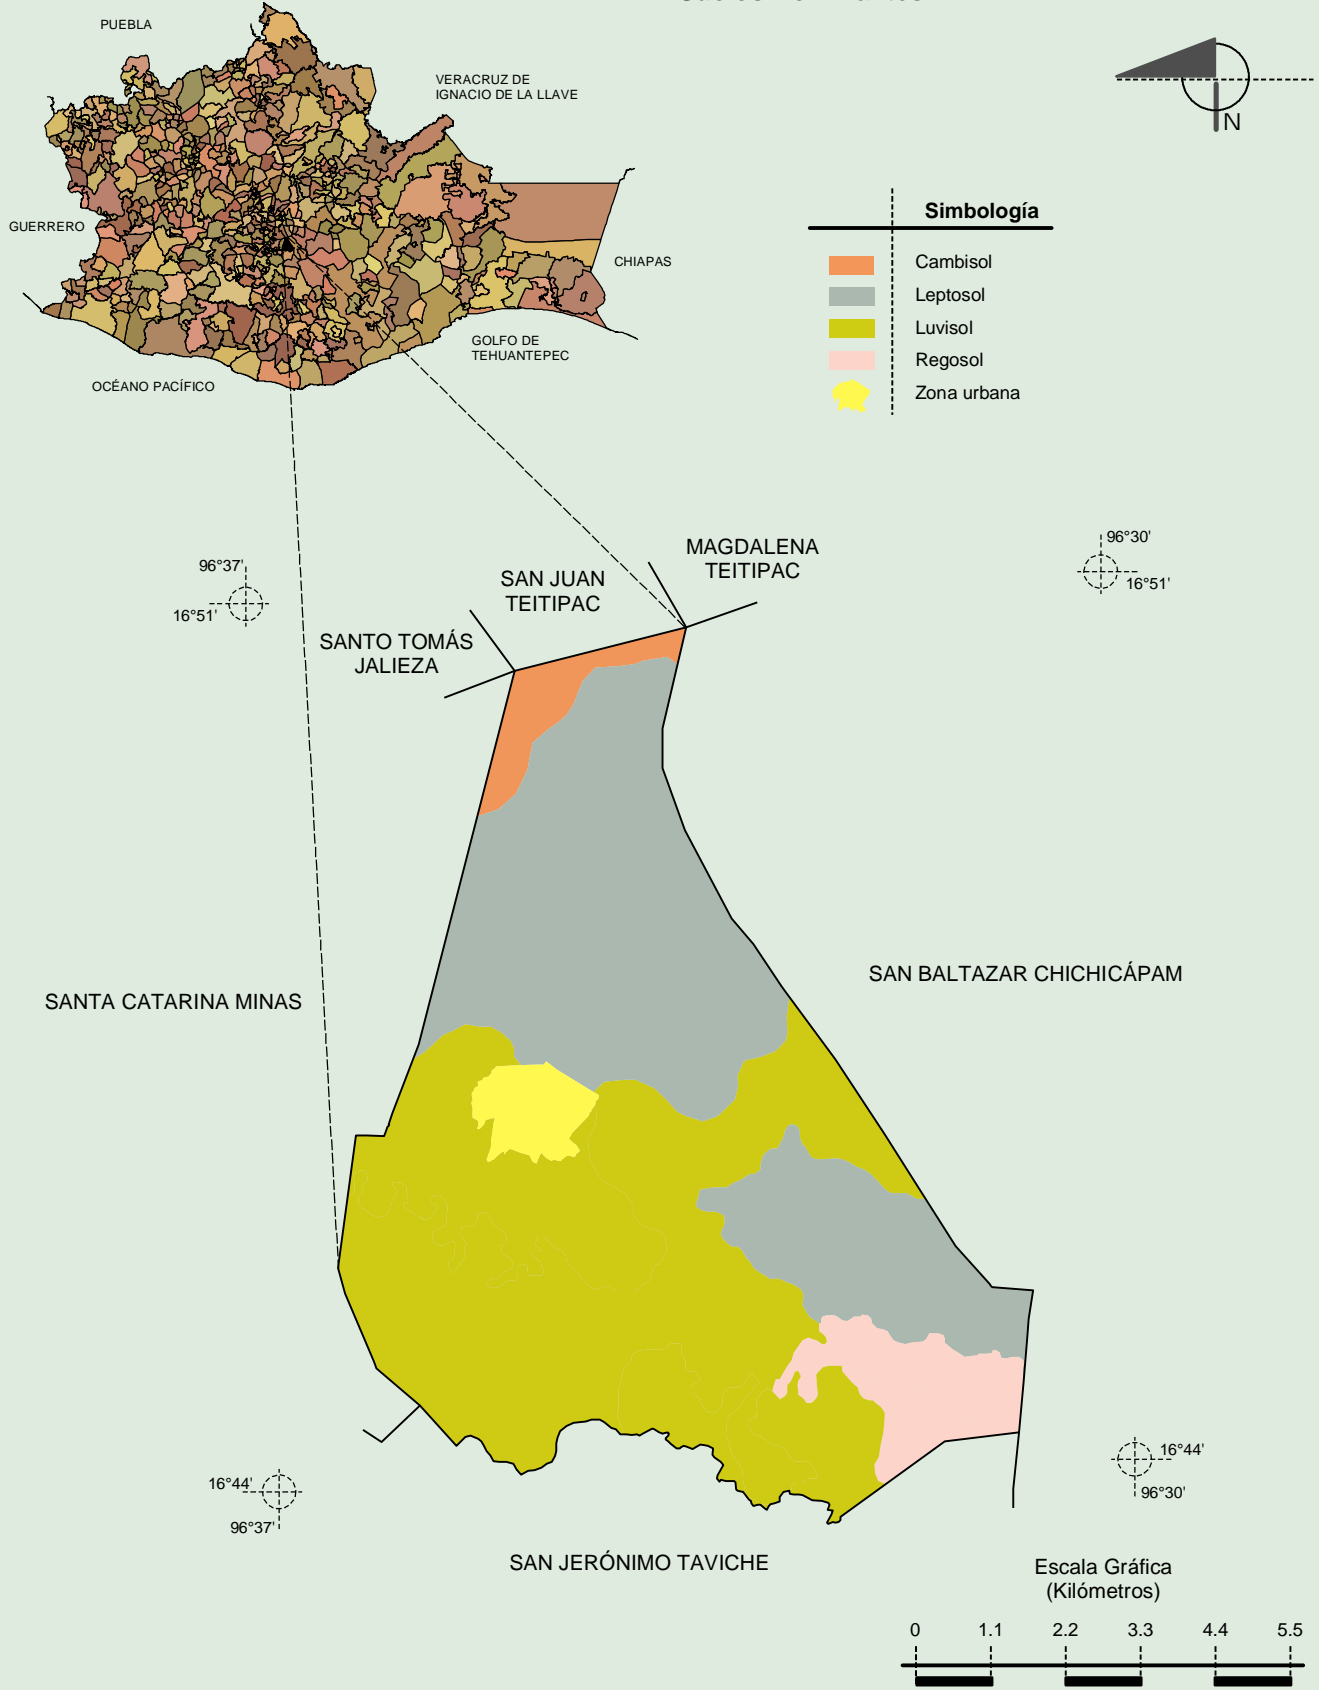 PUEBLA
VERACRUZ DE
IGNACIO DE LA LLAVE
GUERRERO
CHIAPAS
GOLFO DE
TEHUANTEPEC
OCÉANO PACÍFICO
N
Simbología
Cambisol
Leptosol
Luvisol
Regosol
Zona urbana
96°37'
16°51'
96°30'
16°51'
MAGDALENA
TEITIPAC
SAN JUAN
TEITIPAC
SANTO TOMÁS
JALIEZA
SAN BALTAZAR CHICHICÁPAM
SANTA CATARINA MINAS
16°44'
96°37'
16°44'
96°30'
SAN JERÓNIMO TAVICHE
Escala Gráfica
(Kilómetros)
0 1.1 2.2 3.3 4.4 5.5